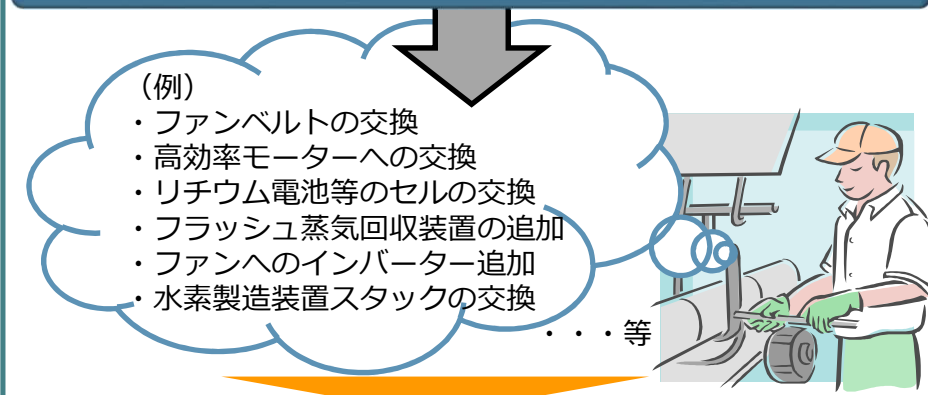 （例）
・ファンベルトの交換
・高効率モーターへの交換
・リチウム電池等のセルの交換
・フラッシュ蒸気回収装置の追加
・ファンへのインバーター追加
・水素製造装置スタックの交換
・・・等